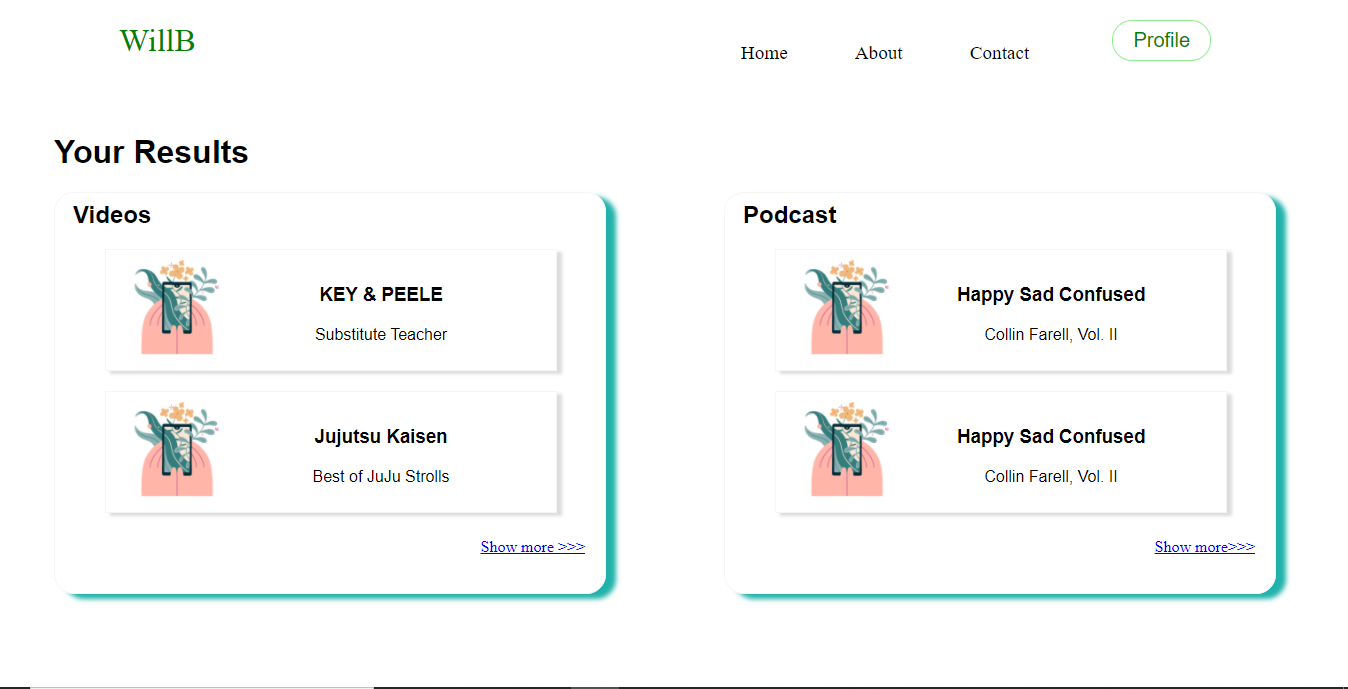 WillB
Home About Contact Profile
Your Results
Videos
KEY & PEELE
Substitute Teacher
Jujutsu Kaisen
Best of JuJu Strolls
Show more >>>
Podcast
Happy Sad Confused
Collin Farell, Vol. II
Happy Sad Confused
Collin Farell, Vol. II
Show more>>>